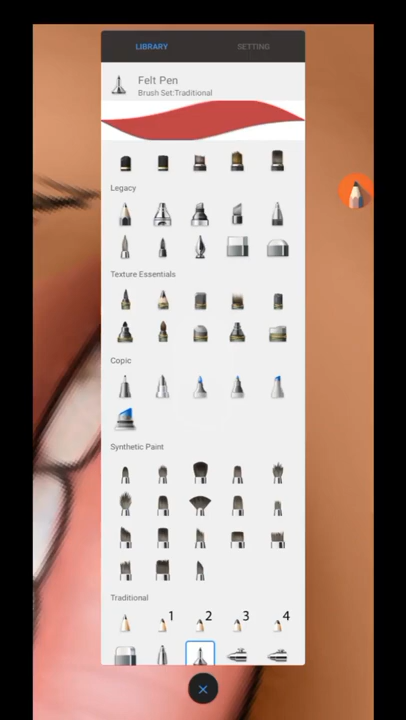 LIBRARY
SETTING
Felt Pen
Brush Set:Traditional
Legacy
Texture Essentials
Copic
Synthetic Paint
Traditional
1 2 3 4